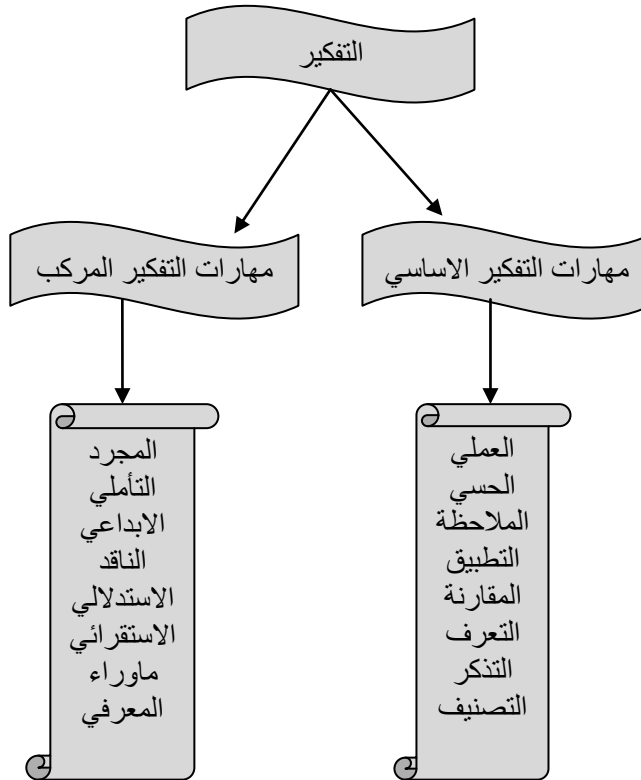 التفكير
مهارات التفكير الاساسي
مهارات التفكير المركب
العملي
الحسي
الملاحظة
التطبيق
المقارنة
التعرف
التذكر
التصنيف
المجرد
التأملي
الابداعي
الناقد
الاستدلالي
الاستقرائي
ماوراء
المعرفي